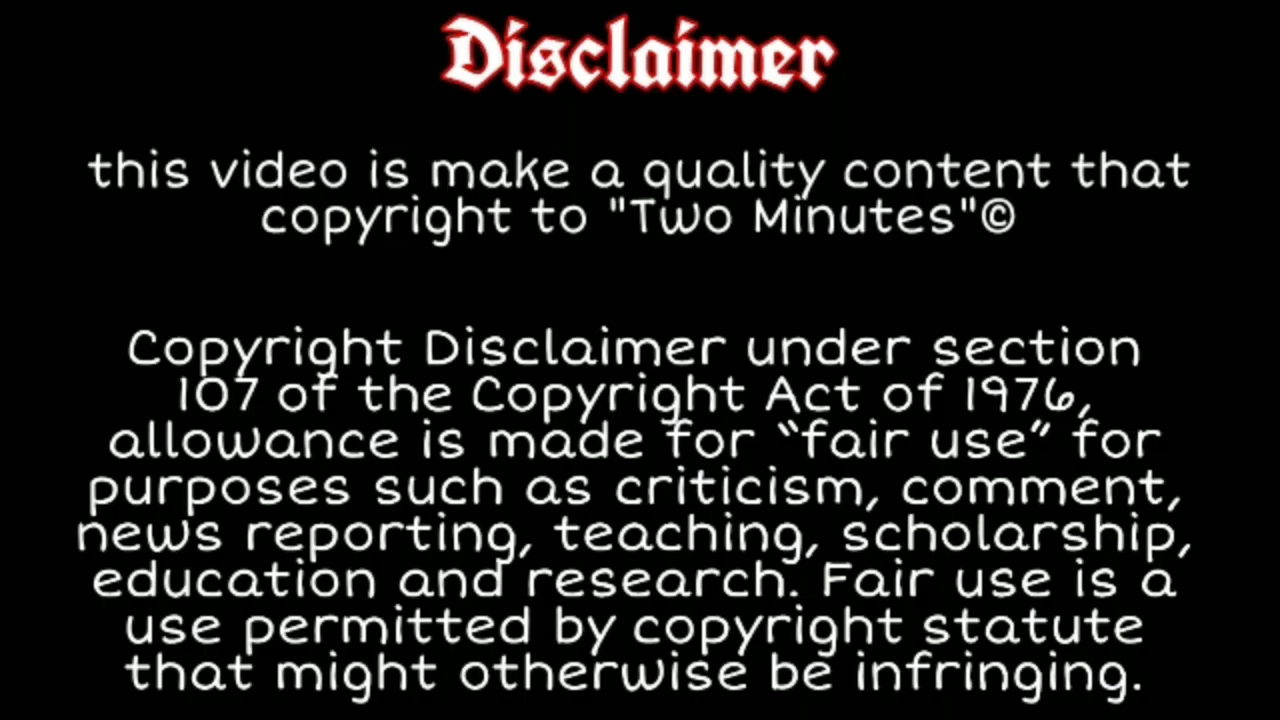 Disclaimer
this video is make a quality content that
copyright to "Two Minutes"©
Copyright Disclaimer under section
107 of the Copyright Act of 1976,
allowance is made for “fair use” for
purposes such as criticism, comment,
news reporting, teaching, scholarship,
education and research. Fair use is a
use permitted by copyright statute
that might otherwise be infringing.